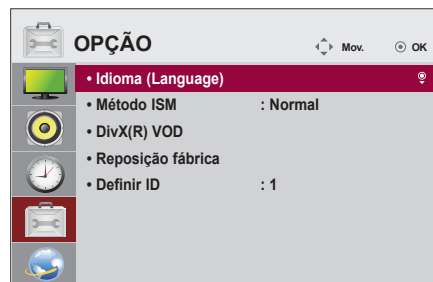 OPÇÃO
Mov. OK
• Idioma (Language)
• Método ISM : Normal
• DivX(R) VOD
• Reposição fábrica
• Definir ID : 1